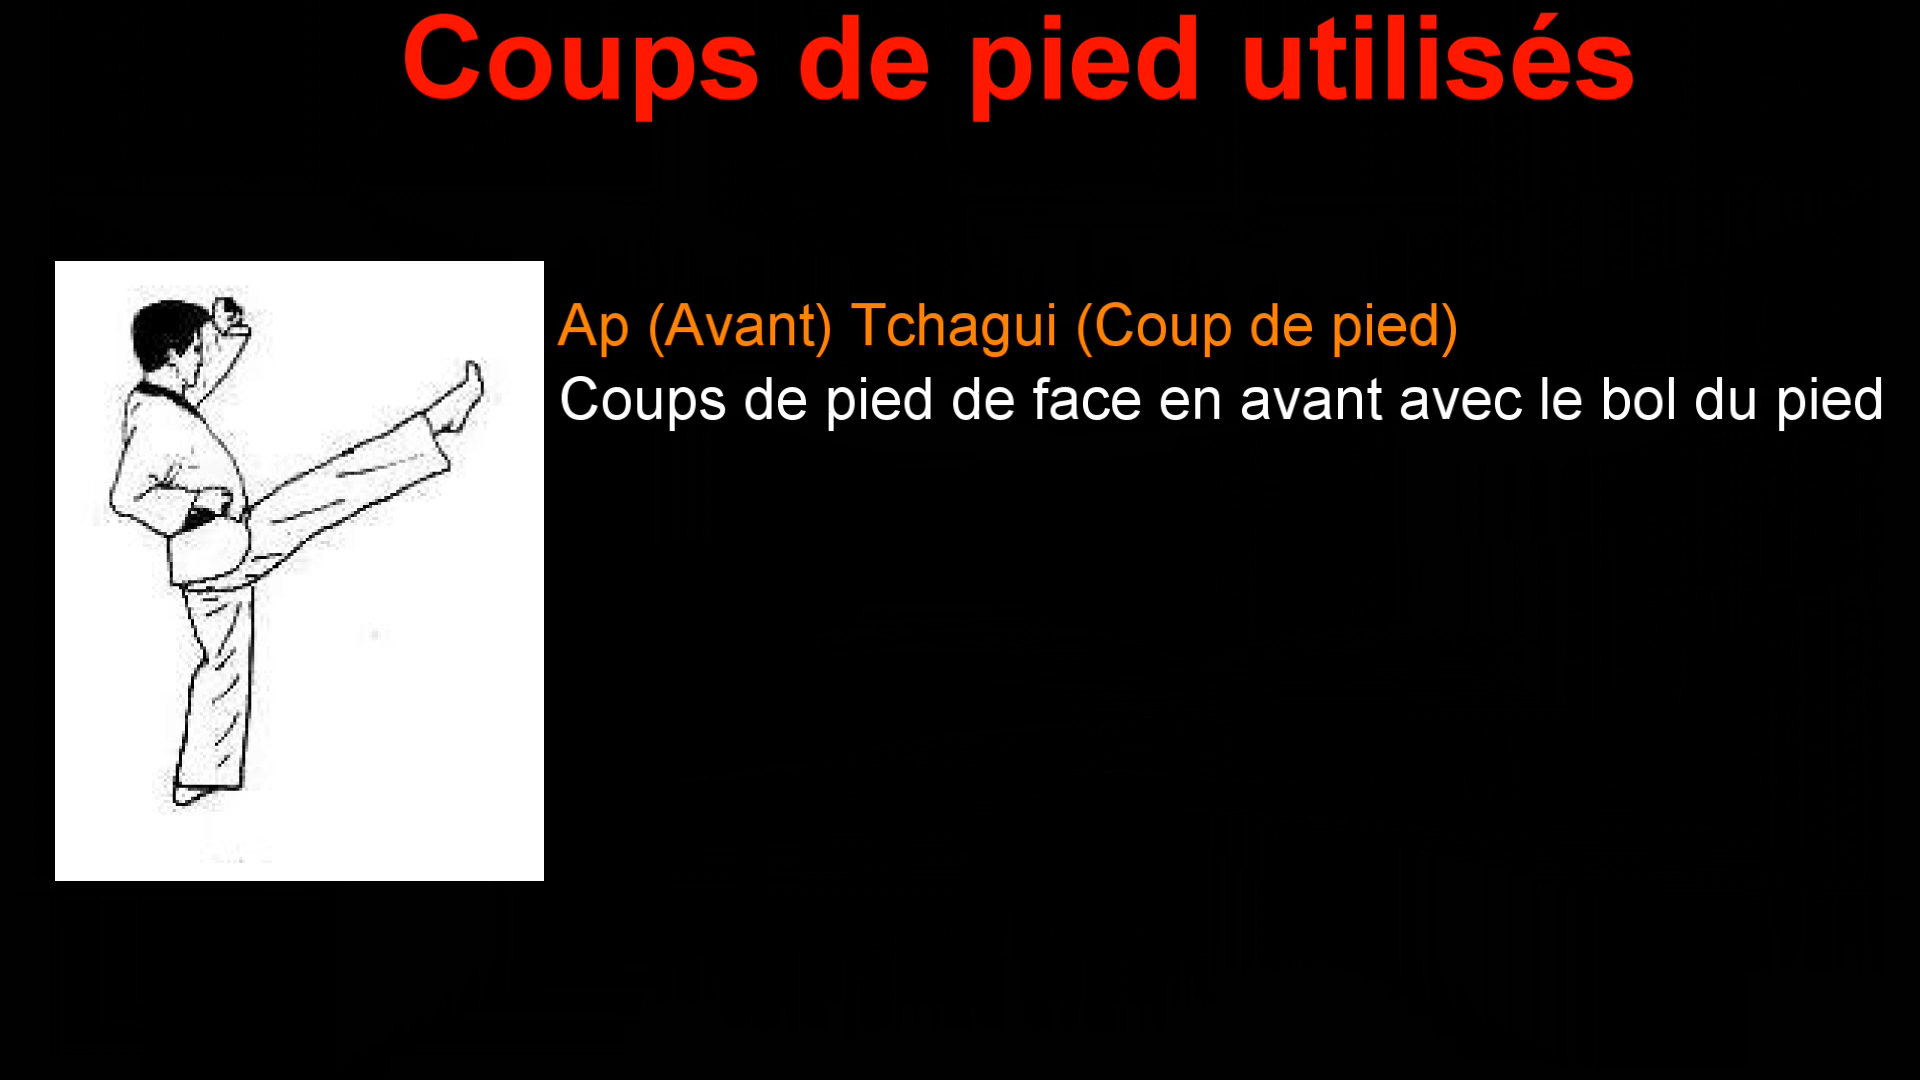 Coups de pied utilisés
Ap (Avant) Tchagui (Coup de pied)
Coups de pied de face en avant avec le bol du pied